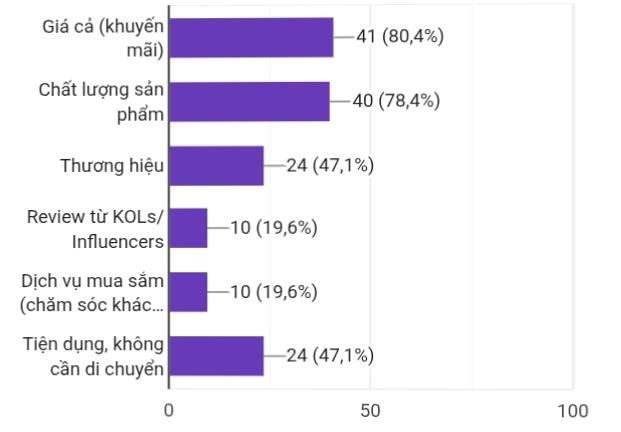 Giá cả (khuyến
mãi)
41 (80,4%)
Chất lượng sản
phẩm
40 (78,4%)
Thương hiệu
24 (47,1%)
Review từ KOLs/
Influencers
10 (19,6%)
Dịch vụ mua sắm
(chăm sóc khác...
10 (19,6%)
Tiện dụng, không
cần di chuyển
24 (47,1%)
0
50
100